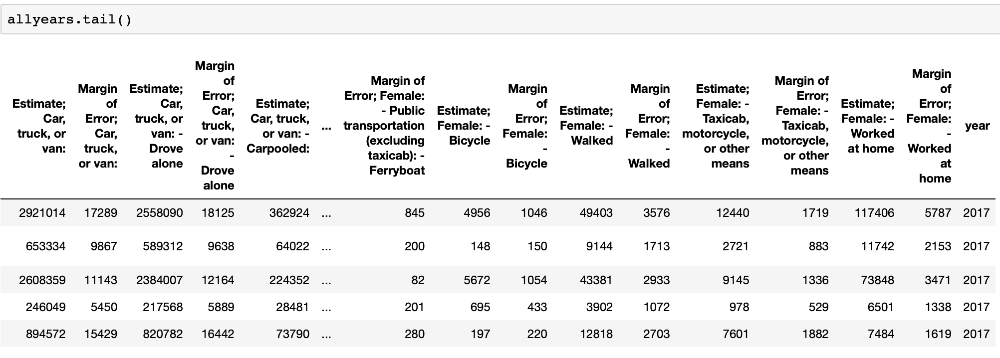 allyears.tail()
Estimate; Car, truck, or van: Margin of Error; Car, truck, or van: Estimate; Car, truck, or van: - Drove alone Margin of Error; Car, truck, or van: - Drove alone Estimate; Car, truck, or van: - Carpooled: ... Margin of Error; Female: - Public transportation (excluding taxicab): - Ferryboat Estimate; Female: - Bicycle Margin of Error; Female: - Bicycle Estimate; Female: - Walked Margin of Error; Female: - Walked Estimate; Female: - Taxicab, motorcycle, or other means Margin of Error; Female: - Taxicab, motorcycle, or other means Estimate; Female: - Worked at home Margin of Error; Female: - Worked at home year
2921014 17289 2558090 18125 362924 ... 845 4956 1046 49403 3576 12440 1719 117406 5787 2017
653334 9867 589312 9638 64022 ... 200 148 150 9144 1713 2721 883 11742 2153 2017
2608359 11143 2384007 12164 224352 ... 82 5672 1054 43381 2933 9145 1336 73848 3471 2017
246049 5450 217568 5889 28481 ... 201 695 433 3902 1072 978 529 6501 1338 2017
894572 15429 820782 16442 73790 ... 280 197 220 12818 2703 7601 1882 7484 1619 2017